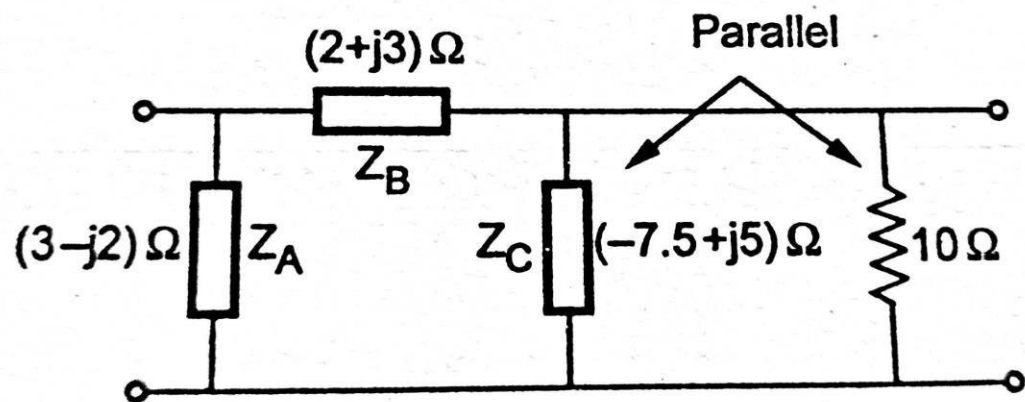 (2+j3) Ω
Parallel
Z_B
(3–j2) Ω
Z_A
Z_C
(–7.5+j5) Ω
10 Ω